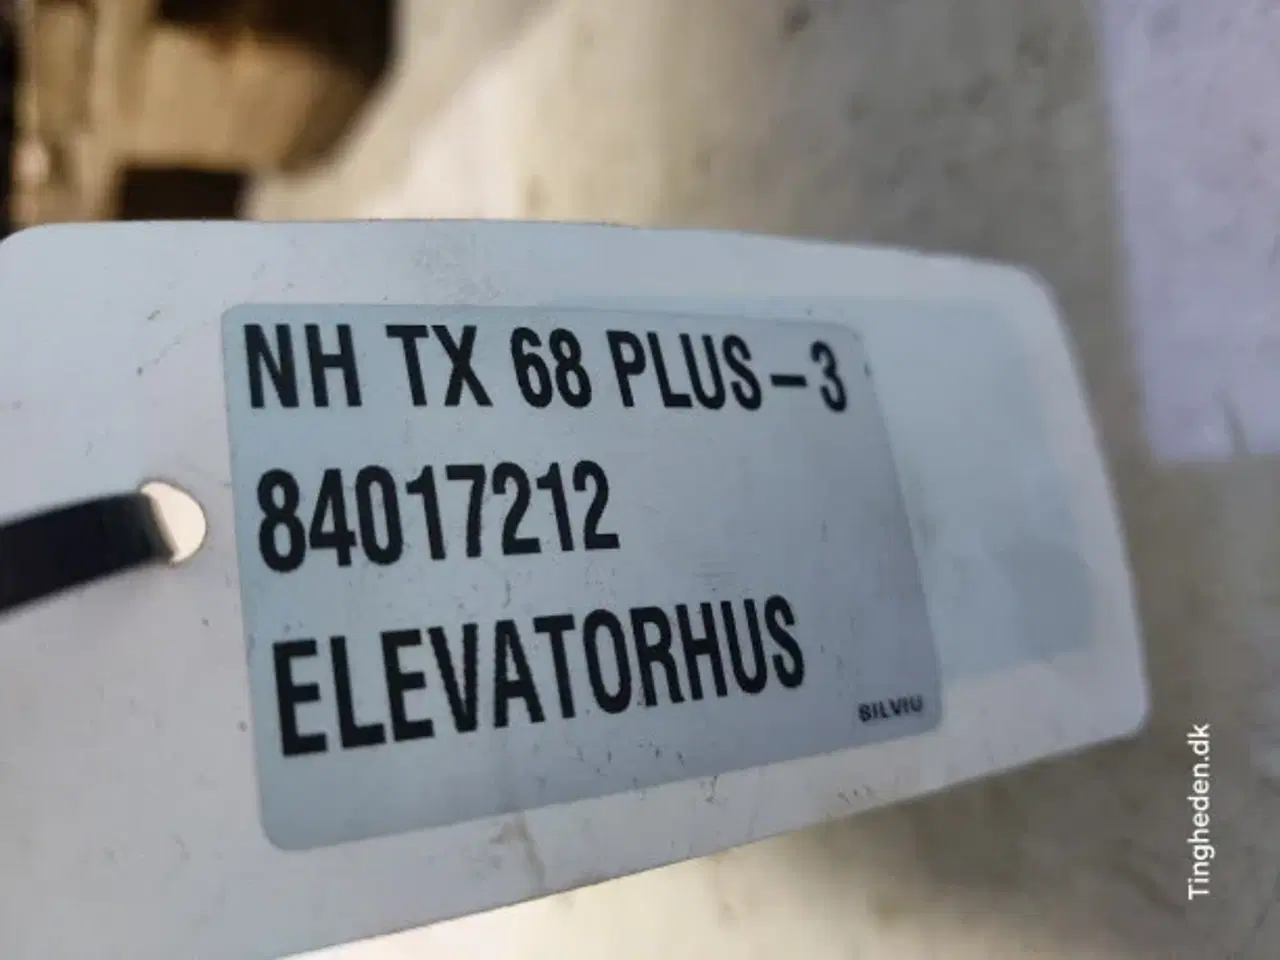 NH TX 68 PLUS-3
84017212
ELEVATORHUS
SILVIU
Tingheden.dk